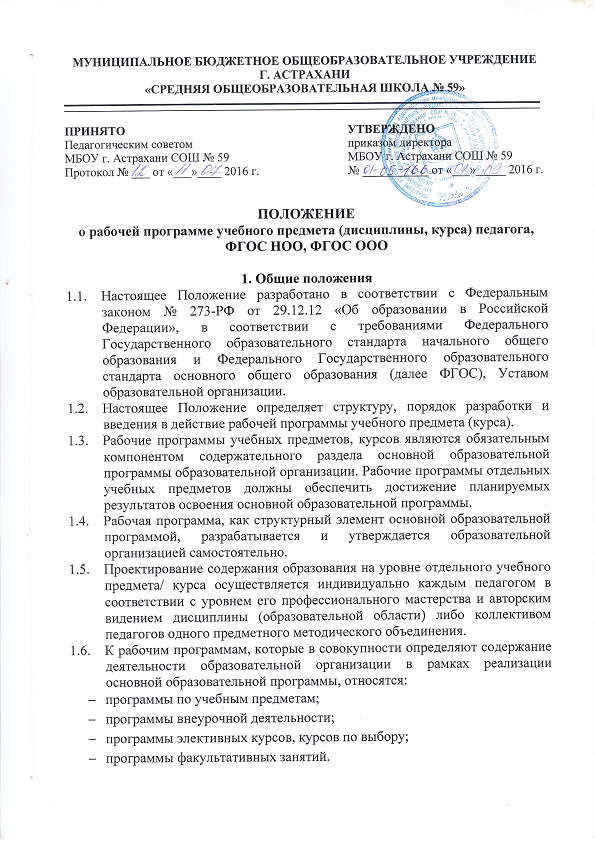 МУНИЦИПАЛЬНОЕ БЮДЖЕТНОЕ ОБЩЕОБРАЗОВАТЕЛЬНОЕ УЧРЕЖДЕНИЕ
Г. АСТРАХАНИ
«СРЕДНЯЯ ОБЩЕОБРАЗОВАТЕЛЬНАЯ ШКОЛА № 59»
ПРИНЯТО
Педагогическим советом
МБОУ г. Астрахани СОШ № 59
Протокол № 12 от « 11 » 07 2016 г.
УТВЕРЖДЕНО
приказом директора
МБОУ г. Астрахани СОШ № 59
№ 01-05-166 от « 01 » 09 2016 г.
ПОЛОЖЕНИЕ
о рабочей программе учебного предмета (дисциплины, курса) педагога,
ФГОС НОО, ФГОС ООО
1. Общие положения
1.1. Настоящее Положение разработано в соответствии с Федеральным
законом № 273-РФ от 29.12.12 «Об образовании в Российской
Федерации», в соответствии с требованиями Федерального
Государственного образовательного стандарта начального общего
образования и Федерального Государственного образовательного
стандарта основного общего образования (далее ФГОС), Уставом
образовательной организации.
1.2. Настоящее Положение определяет структуру, порядок разработки и
введения в действие рабочей программы учебного предмета (курса).
1.3. Рабочие программы учебных предметов, курсов являются обязательным
компонентом содержательного раздела основной образовательной
программы образовательной организации. Рабочие программы отдельных
учебных предметов должны обеспечить достижение планируемых
результатов освоения основной образовательной программы.
1.4. Рабочая программа, как структурный элемент основной образовательной
программой, разрабатывается и утверждается образовательной
организацией самостоятельно.
1.5. Проектирование содержания образования на уровне отдельного учебного
предмета/ курса осуществляется индивидуально каждым педагогом в
соответствии с уровнем его профессионального мастерства и авторским
видением дисциплины (образовательной области) либо коллективом
педагогов одного предметного методического объединения.
1.6. К рабочим программам, которые в совокупности определяют содержание
деятельности образовательной организации в рамках реализации
основной образовательной программы, относятся:
– программы по учебным предметам;
– программы внеурочной деятельности;
– программы элективных курсов, курсов по выбору;
– программы факультативных занятий.